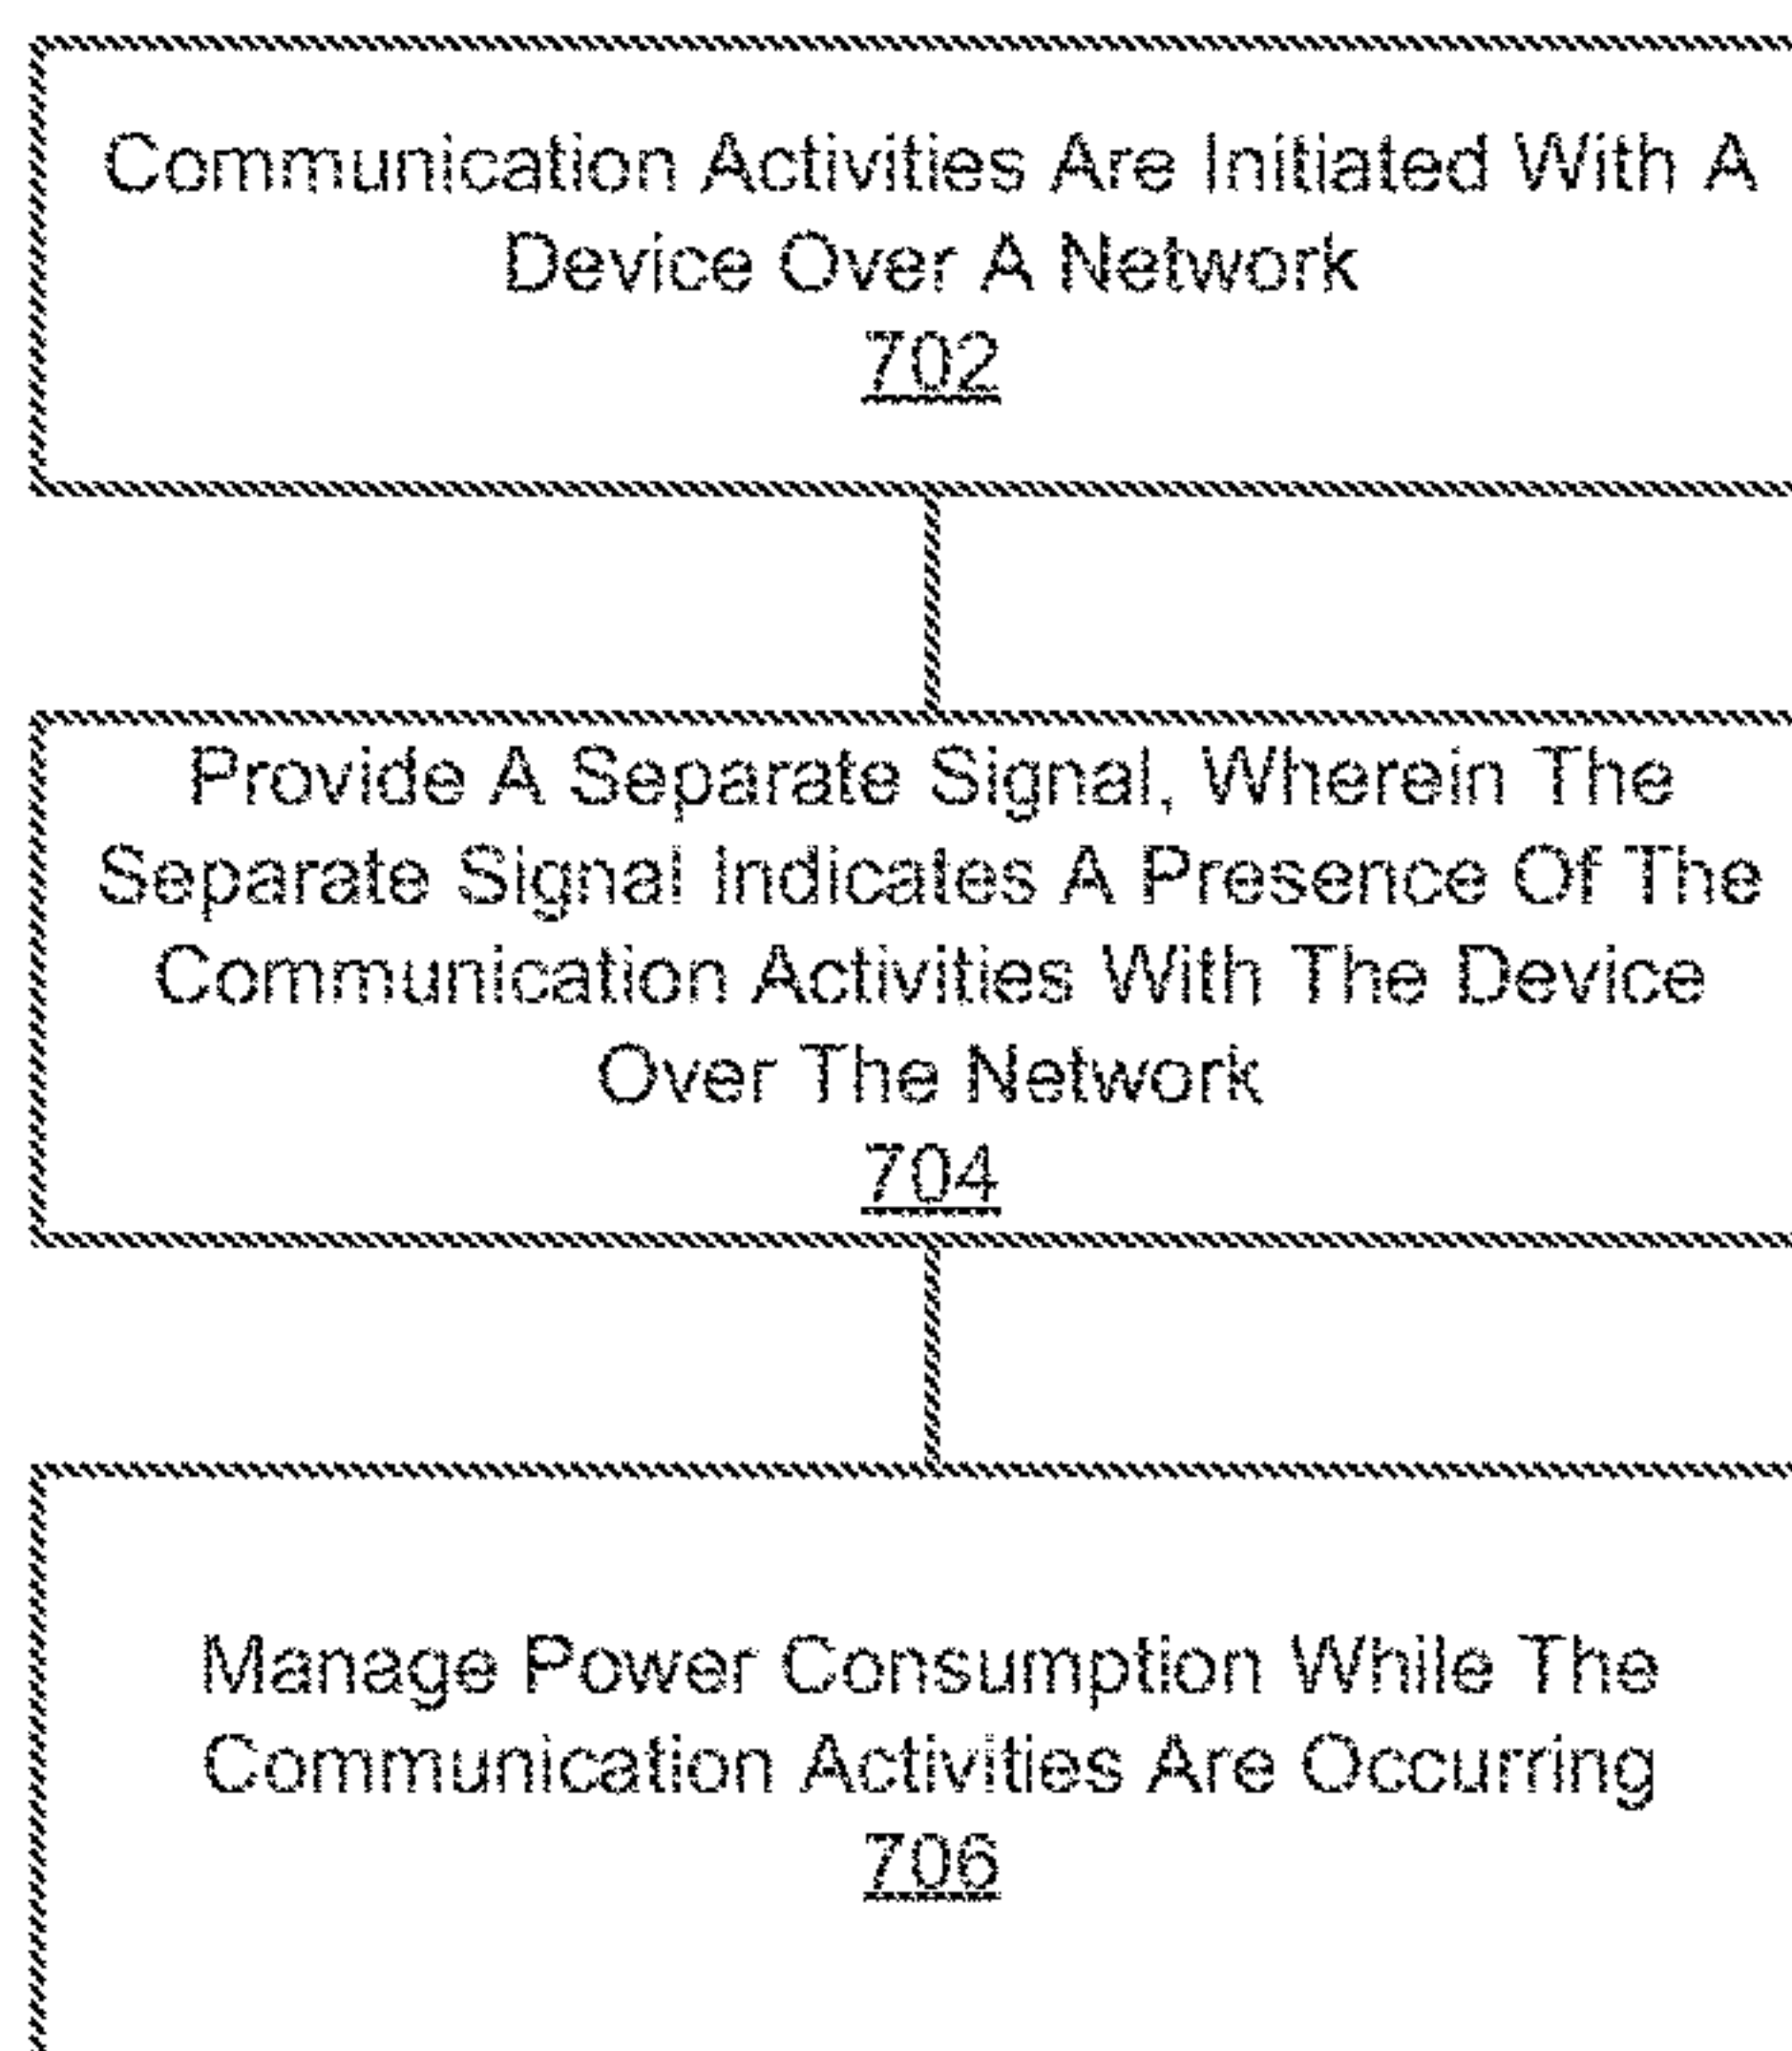 Communication Activities Are Initiated With A
Device Over A Network
702
Provide A Separate Signal, Wherein The
Separate Signal Indicates A Presence Of The
Communication Activities With The Device
Over The Network
704
Manage Power Consumption While The
Communication Activities Are Occurring
706